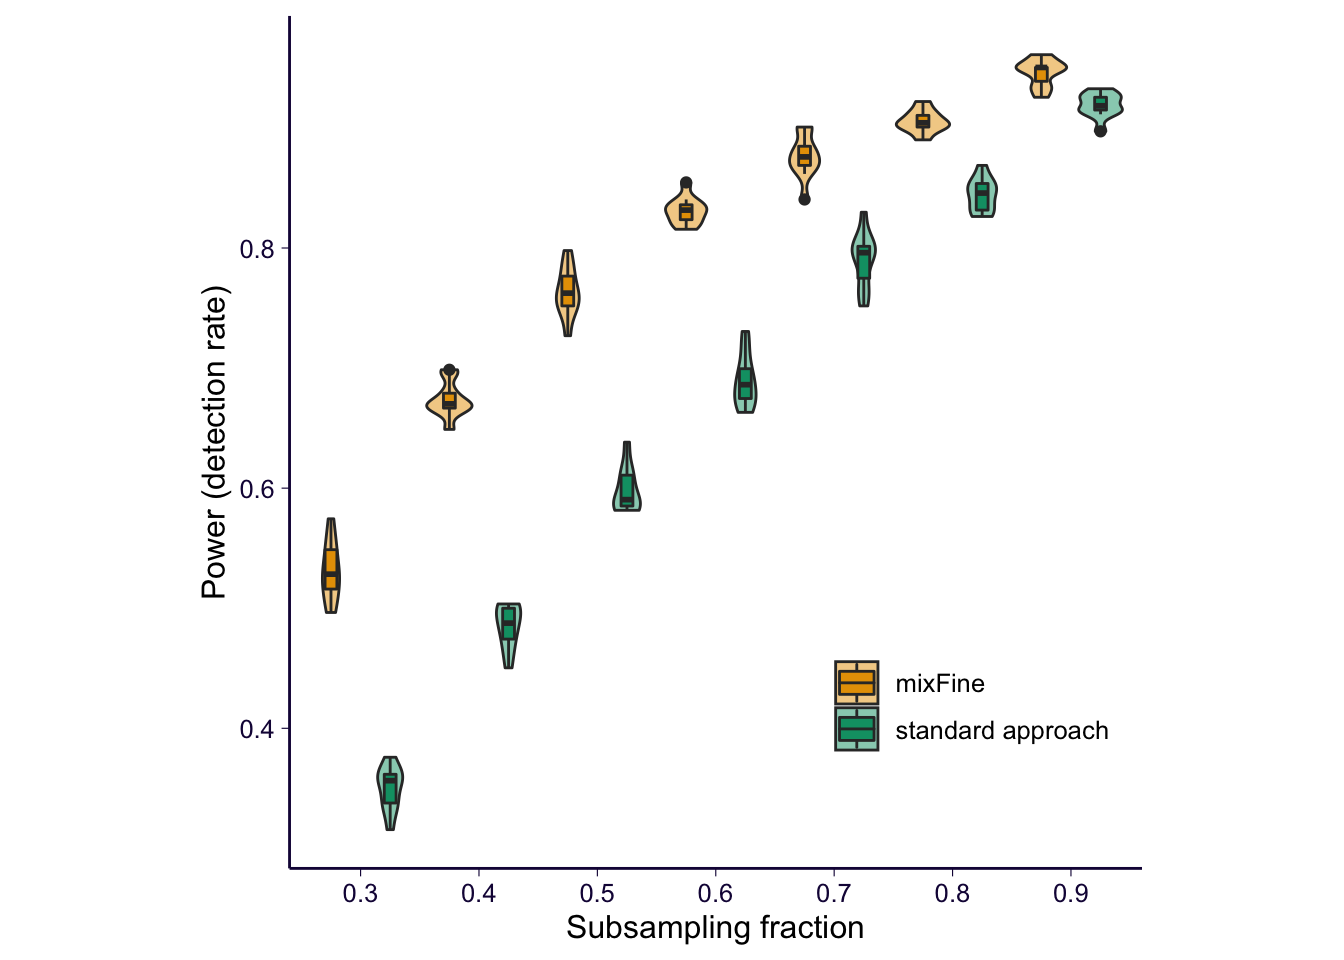 Power (detection rate)
0.8
0.6
0.4
mixFine
standard approach
0.3 0.4 0.5 0.6 0.7 0.8 0.9
Subsampling fraction